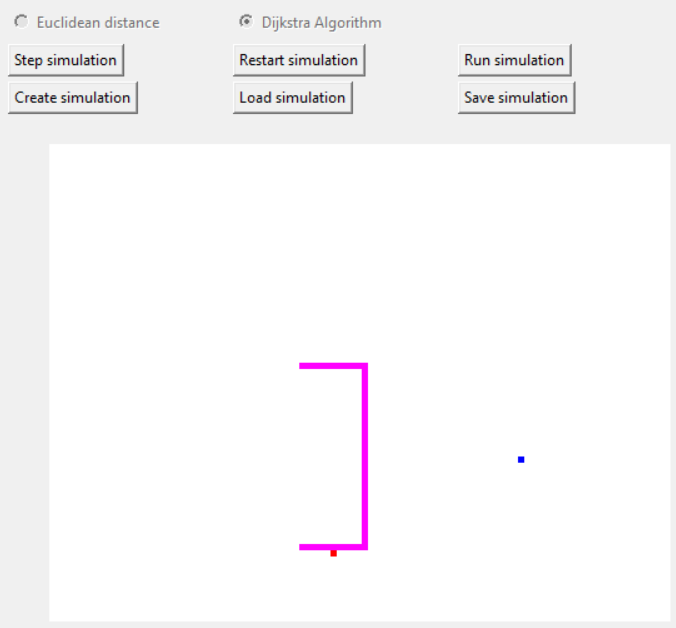 Euclidean distance Dijkstra Algorithm
Step simulation Restart simulation Run simulation
Create simulation Load simulation Save simulation